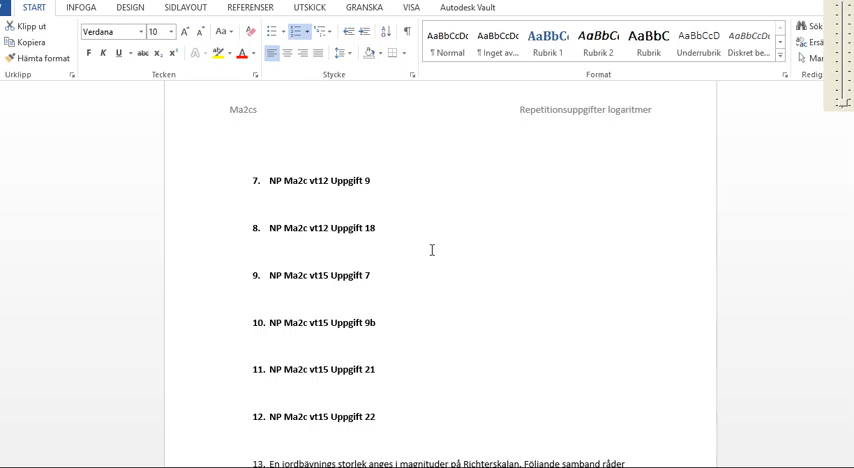 START INFOGA DESIGN SIDLAYOUT REFERENSER UTSKICK GRANSKA VISA Autodesk Vault
Klipp ut
Kopiera
Hämta format
Urklipp
Verdana 10 Aa
F K U abc x₂ x² A A
Tecken
Stycke
AaBbCcDc AaBbCcDc AaBbCc AaBbCc AaBbC AaBbCcD AaBbCcDc
¶ Normal ¶ Inget av... Rubrik 1 Rubrik 2 Rubrik Underrubrik Diskret be...
Format
Sök
Ersä
Mar
Redig
Ma2cs Repetitionsuppgifter logaritmer
7. NP Ma2c vt12 Uppgift 9
8. NP Ma2c vt12 Uppgift 18
9. NP Ma2c vt15 Uppgift 7
10. NP Ma2c vt15 Uppgift 9b
11. NP Ma2c vt15 Uppgift 21
12. NP Ma2c vt15 Uppgift 22
13. En jordbävnings storlek anges i magnituder på Richterskalan. Följande samband råder